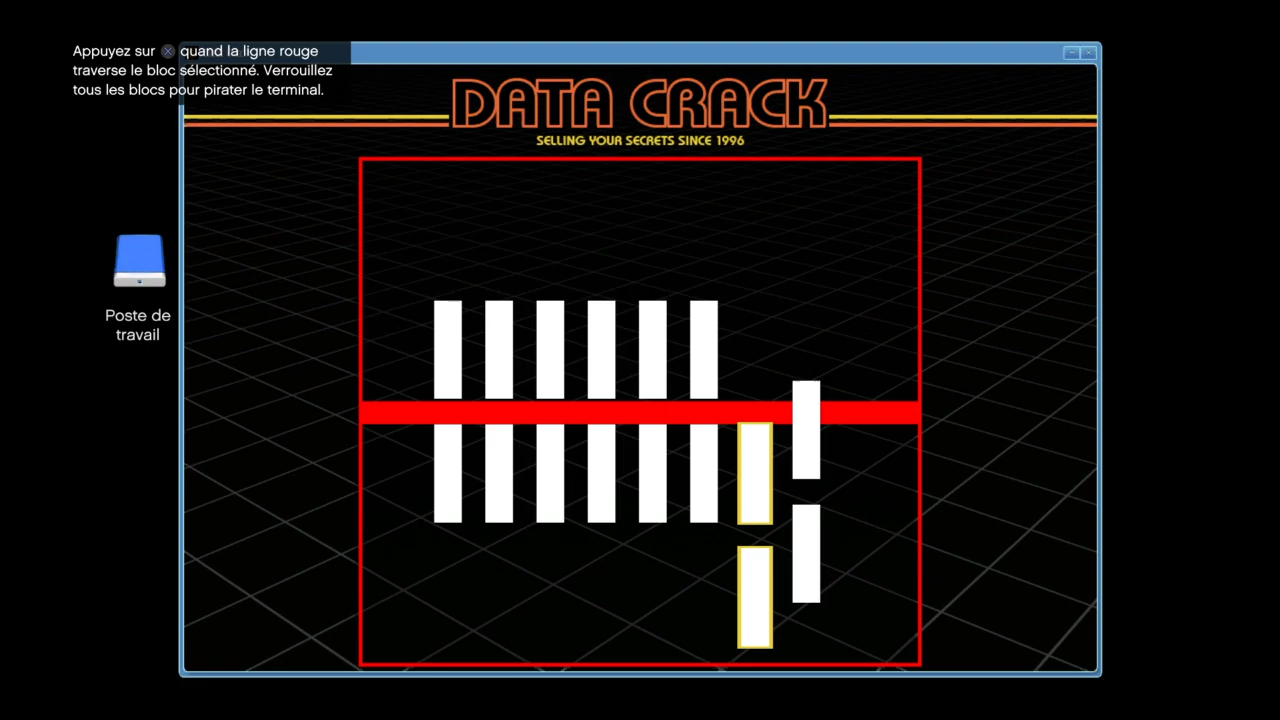 Appuyez sur ⓧ quand la ligne rouge
traverse le bloc sélectionné. Verrouillez
tous les blocs pour pirater le terminal.
DATA CRACK
SELLING YOUR SECRETS SINCE 1996
Poste de
travail